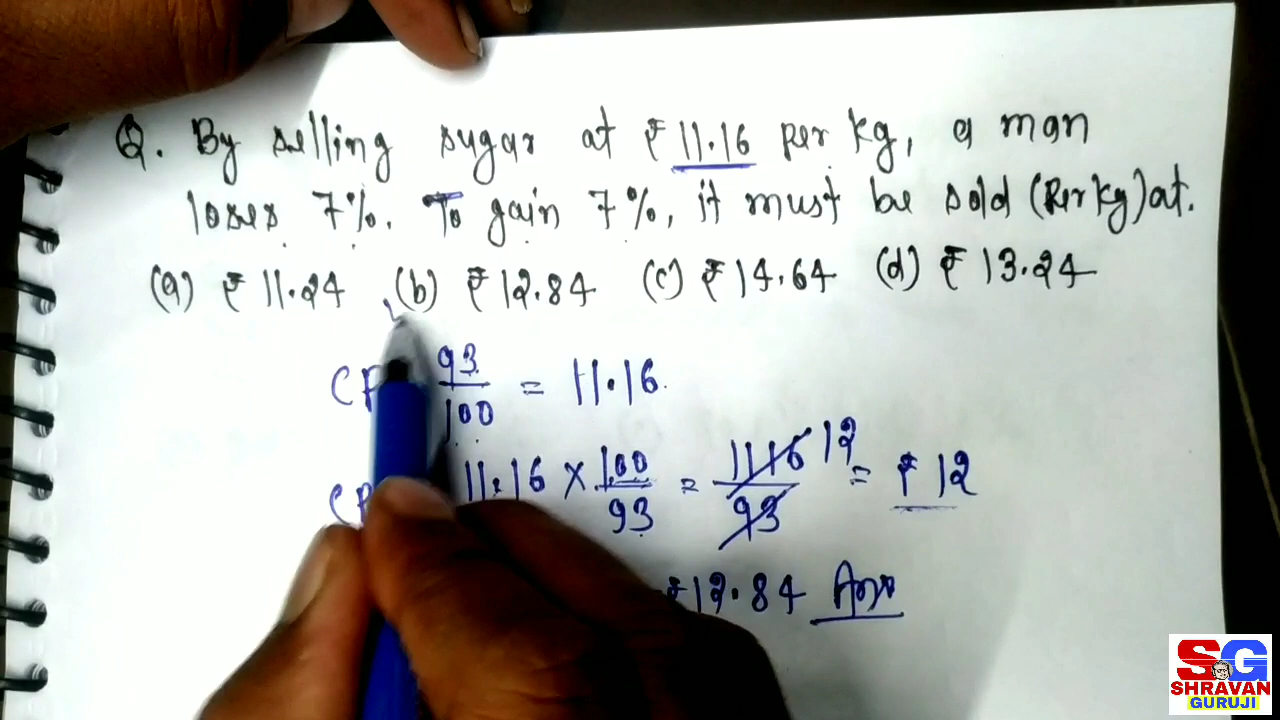 Q. By selling sugar at ₹ 11.16 per kg, a man
loses 7%. To gain 7%, it must be sold (Per kg) at.
(a) ₹ 11.24 (b) ₹ 12.84 (c) ₹ 14.64 (d) ₹ 13.24
93/100 = 11.16
11.16 × 100/93 = 1116/93 12 = ₹ 12
₹12.84 Ans
SG
SHRAVAN
GURUJI